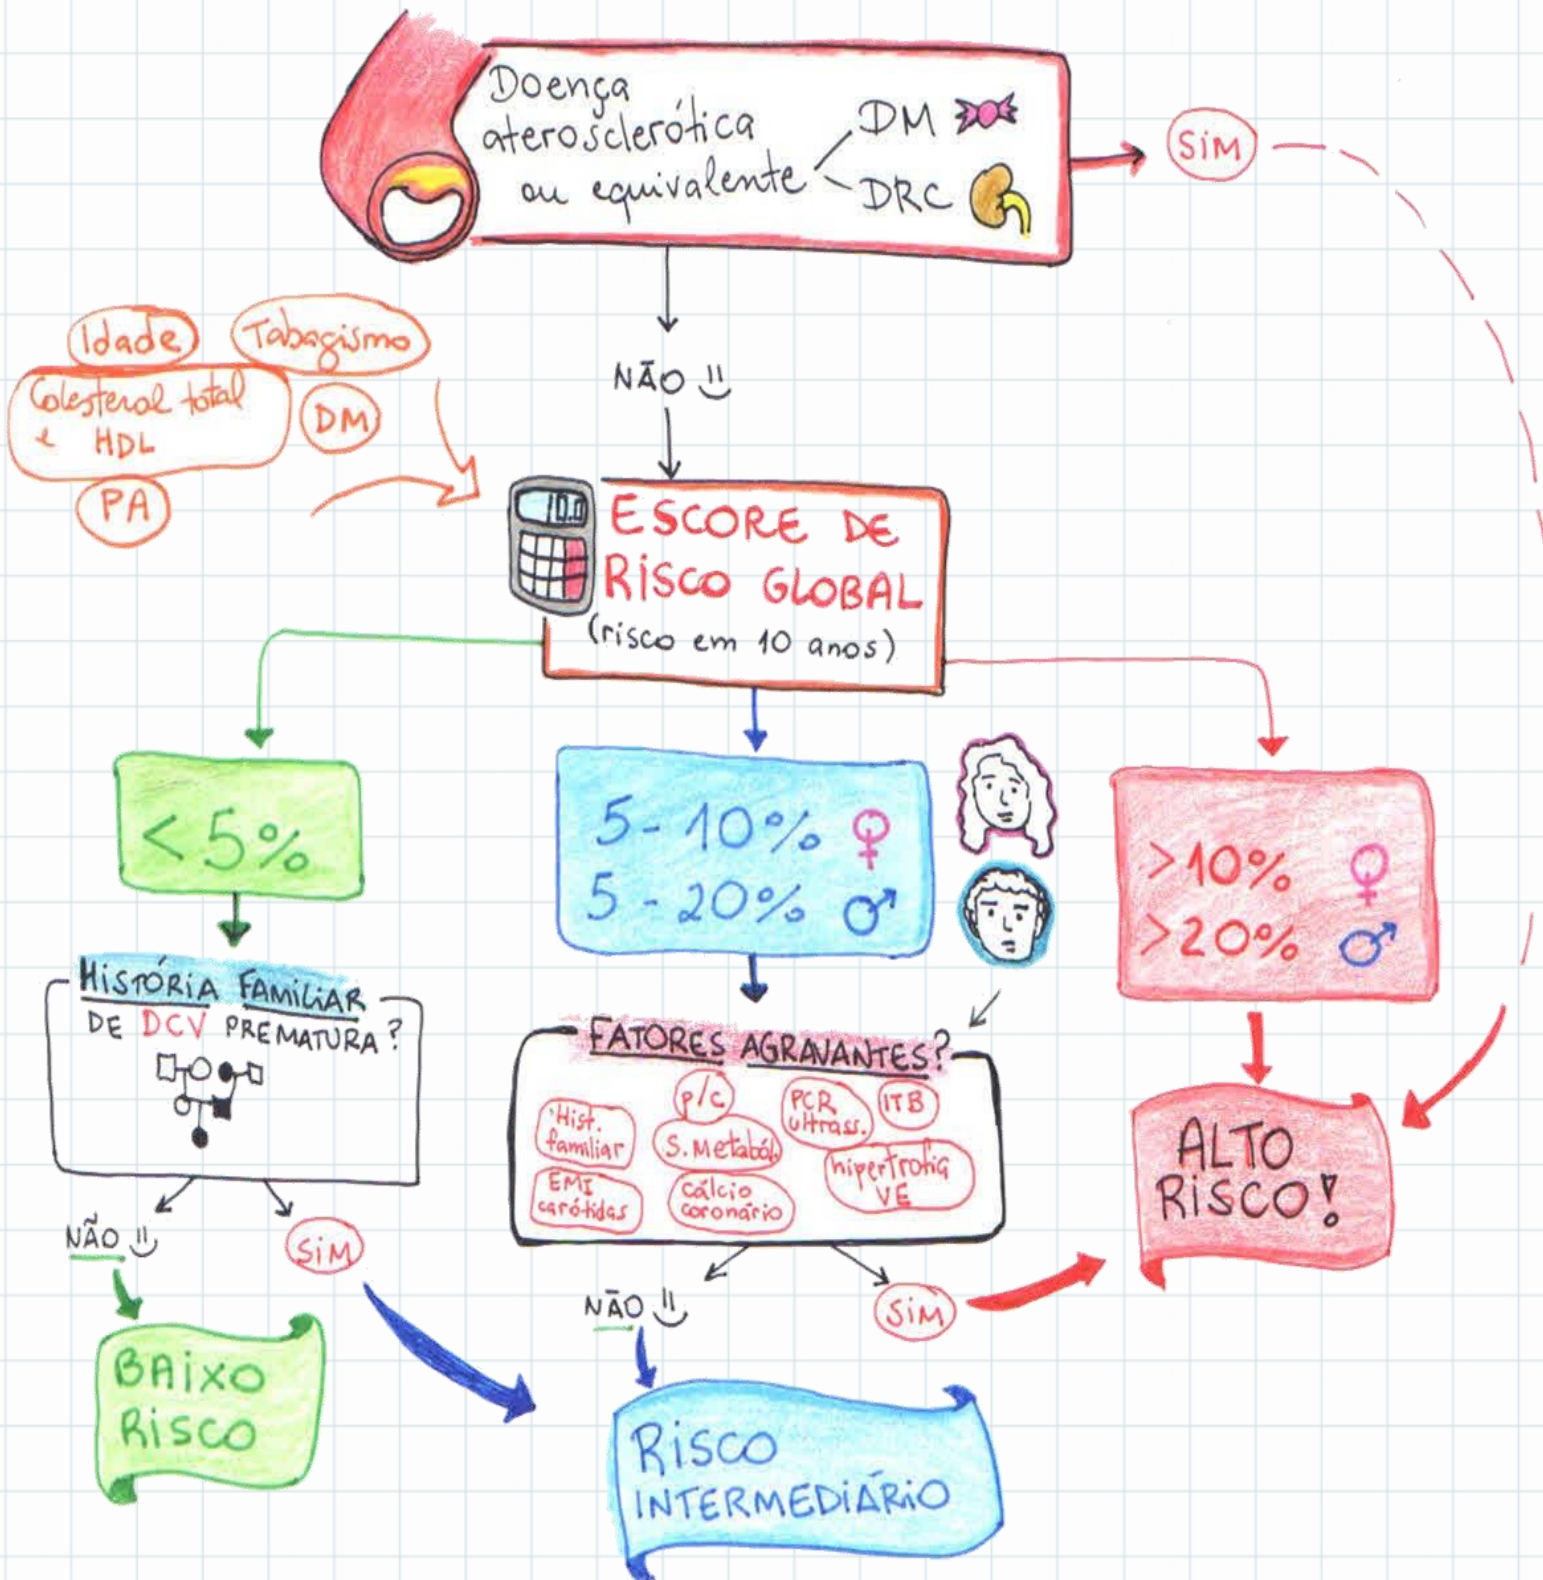 Doença
aterosclerótica
ou equivalente
DM
DRC
SIM
NÃO
Idade
Tabagismo
Colesterol total
e HDL
DM
PA
10.0
ESCORE DE
RISCO GLOBAL
(risco em 10 anos)
< 5%
5 - 10% ♀
5 - 20% ♂
>10% ♀
>20% ♂
HISTÓRIA FAMILIAR
DE DCV PREMATURA?
NÃO
SIM
FATORES AGRAVANTES?
Hist.
familiar
p/c
S. Metaból.
PCR
ultrass.
ITB
hipertrofia
VE
EMI
carótidas
Cálcio
coronário
NÃO
SIM
ALTO
RISCO!
BAIXO
RISCO
RISCO
INTERMEDIÁRIO